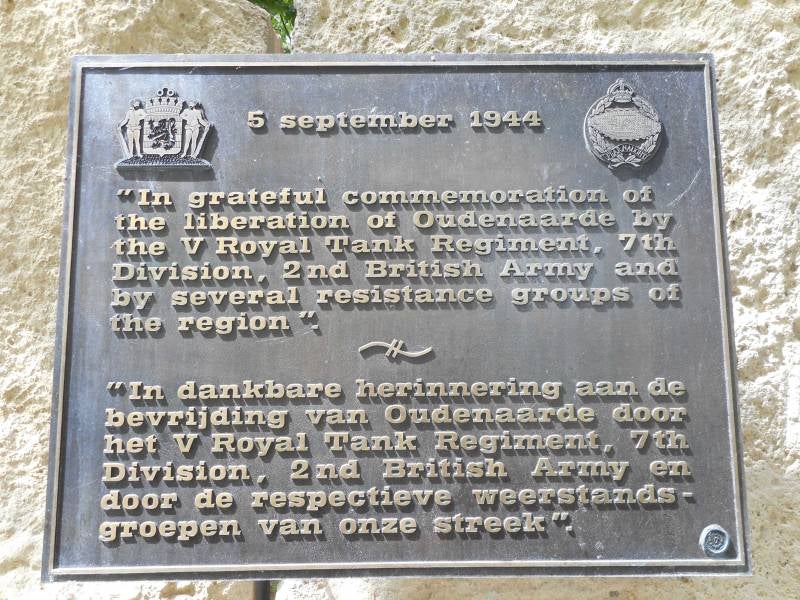 5 september 1944
"In grateful commemoration of
the liberation of Oudenaarde by
the V Royal Tank Regiment, 7th
Division, 2nd British Army and
by several resistance groups of
the region".
"In dankbare herinnering aan de
bevrijding van Oudenaarde door
het V Royal Tank Regiment, 7th
Division, 2nd British Army en
door de respectieve weerstands-
groepen van onze streek".